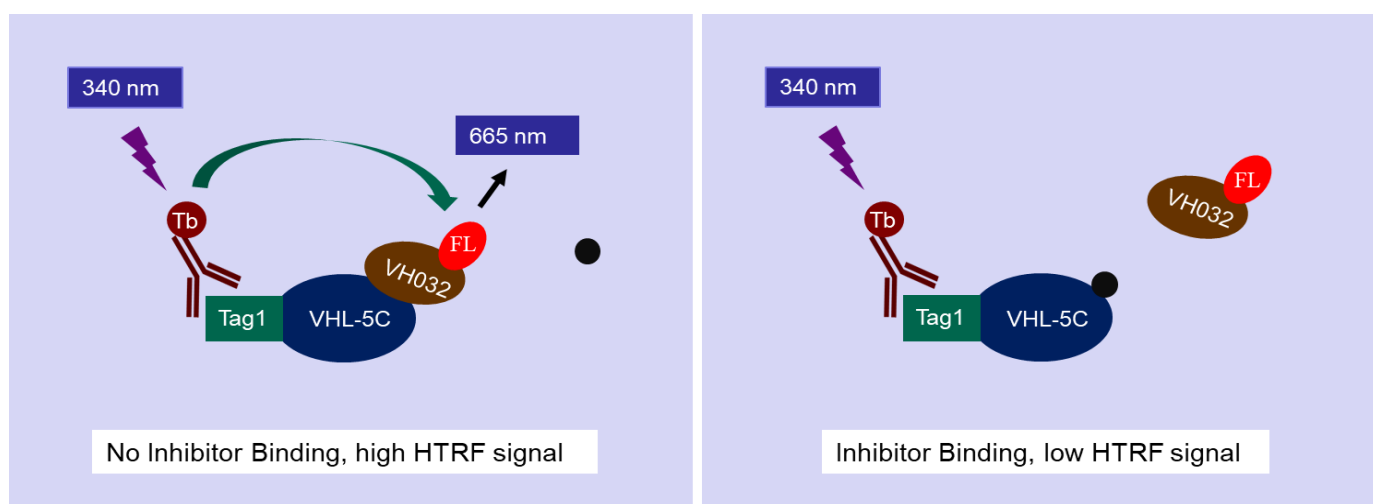 340 nm
665 nm
Tb
FL
VH032
Tag1
VHL-5C
No Inhibitor Binding, high HTRF signal
340 nm
FL
VH032
Tb
Tag1
VHL-5C
Inhibitor Binding, low HTRF signal